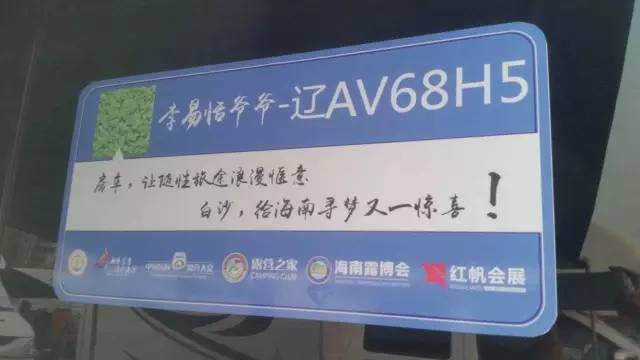 李易恬爷爷-辽AV68H5
房车，让随性旅途浪漫惬意
白沙，给海南寻梦又一惊喜！
露营之家 海南露博会 红帆会展
CAMPING CLUB